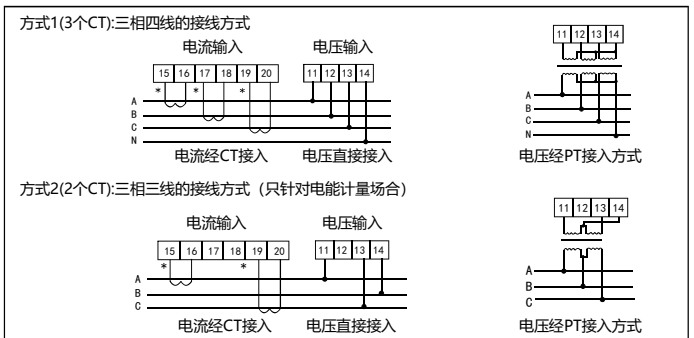 方式1(3个CT):三相四线的接线方式
电流输入 电压输入
11 12 13 14
15 16 17 18 19 20 11 12 13 14
* * *
A
B
C
N
A
B
C
N
电流经CT接入 电压直接接入 电压经PT接入方式
方式2(2个CT):三相三线的接线方式（只针对电能计量场合）
电流输入 电压输入
11 12 13 14
15 16 17 18 19 20 11 12 13 14
* *
A
B
C
A
B
C
电流经CT接入 电压直接接入 电压经PT接入方式